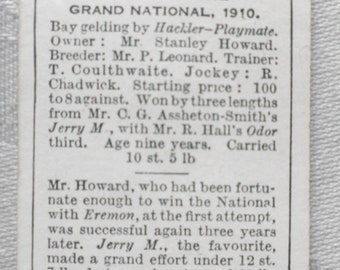 GRAND NATIONAL, 1910.
Bay gelding by Hackler-Playmate.
Owner: Mr. Stanley Howard.
Breeder: Mr. P. Leonard. Trainer:
T. Coulthwaite. Jockey: R.
Chadwick. Starting price: 100
to 8 against. Won by three lengths
from Mr. C. G. Assheton-Smith's
Jerry M., with Mr. R. Hall's Odor
third. Age nine years. Carried
10 st. 5 lb
Mr. Howard, who had been fortu-
nate enough to win the National
with Eremon, at the first attempt,
was successful again three years
later. Jerry M., the favourite,
made a grand effort under 12 st.